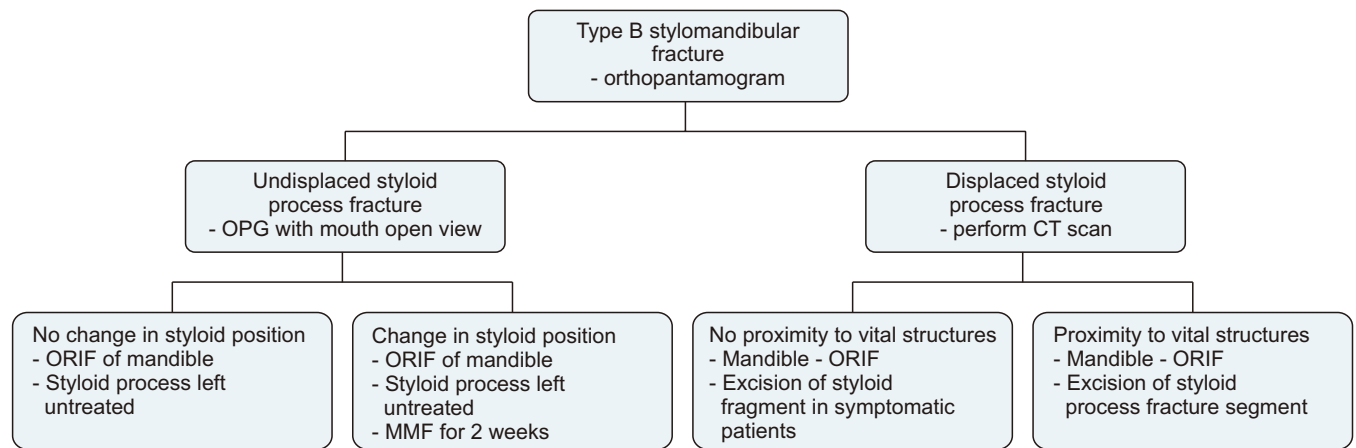 Type B stylomandibular
fracture
- orthopantamogram
Undisplaced styloid
process fracture
- OPG with mouth open view
Displaced styloid
process fracture
- perform CT scan
No change in styloid position
- ORIF of mandible
- Styloid process left
untreated
Change in styloid position
- ORIF of mandible
- Styloid process left
untreated
- MMF for 2 weeks
No proximity to vital structures
- Mandible - ORIF
- Excision of styloid
fragment in symptomatic
patients
Proximity to vital structures
- Mandible - ORIF
- Excision of styloid
process fracture segment